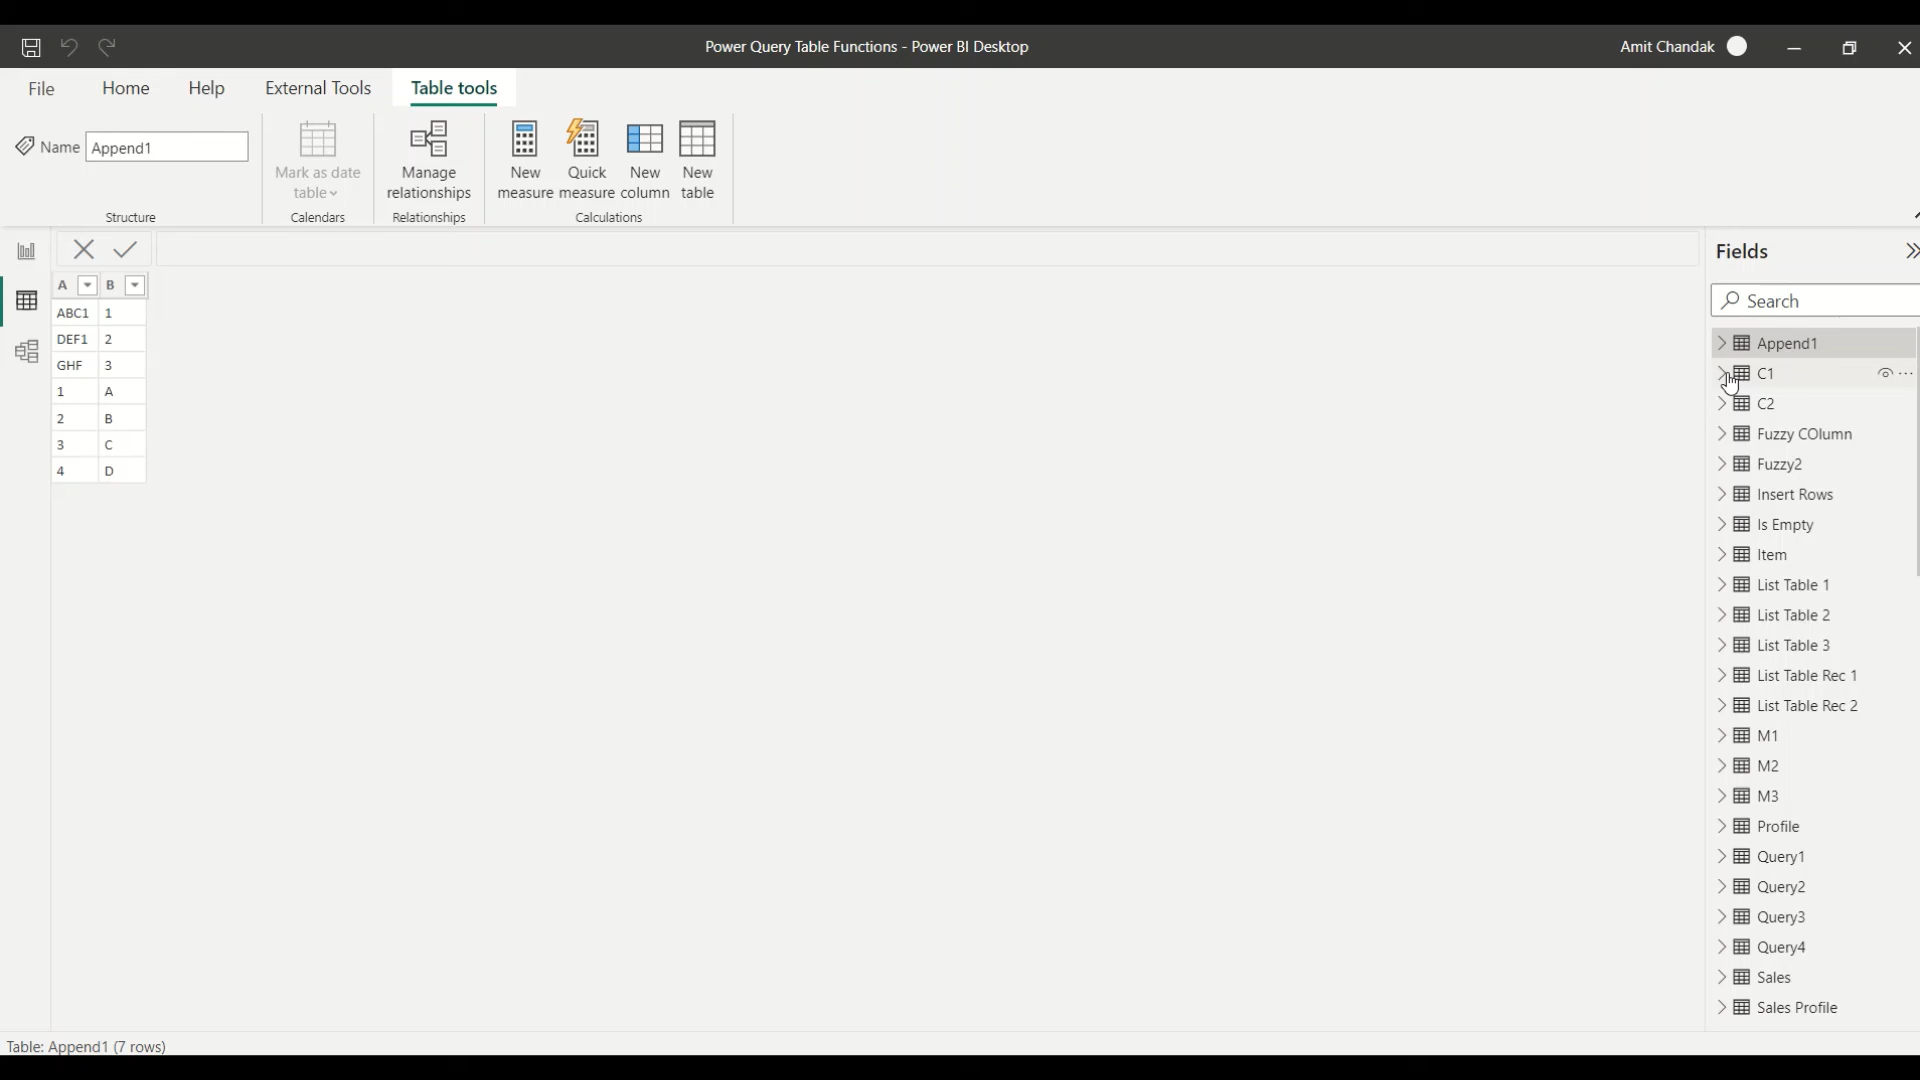 Power Query Table Functions - Power BI Desktop
Amit Chandak
File Home Help External Tools Table tools
Name Append1
Mark as date table
Manage relationships
New measure
Quick measure
New column
New table
Structure
Calendars
Relationships
Calculations
A B
ABC1 1
DEF1 2
GHF 3
1 A
2 B
3 C
4 D
Fields
Search
Append1
C1
C2
Fuzzy COlumn
Fuzzy2
Insert Rows
Is Empty
Item
List Table 1
List Table 2
List Table 3
List Table Rec 1
List Table Rec 2
M1
M2
M3
Profile
Query1
Query2
Query3
Query4
Sales
Sales Profile
Table: Append1 (7 rows)